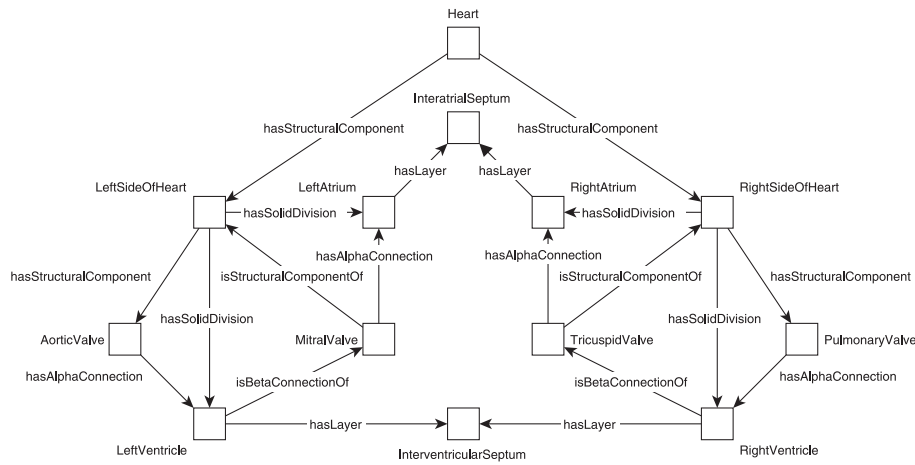 Heart
InteratrialSeptum
hasStructuralComponent
hasStructuralComponent
hasLayer
hasLayer
LeftSideOfHeart
LeftAtrium
RightAtrium
RightSideOfHeart
hasSolidDivision
hasSolidDivision
hasAlphaConnection
hasAlphaConnection
hasStructuralComponent
isStructuralComponentOf
isStructuralComponentOf
hasStructuralComponent
hasSolidDivision
hasSolidDivision
AorticValve
MitralValve
TricuspidValve
PulmonaryValve
hasAlphaConnection
isBetaConnectionOf
isBetaConnectionOf
hasAlphaConnection
hasLayer
hasLayer
LeftVentricle
InterventricularSeptum
RightVentricle